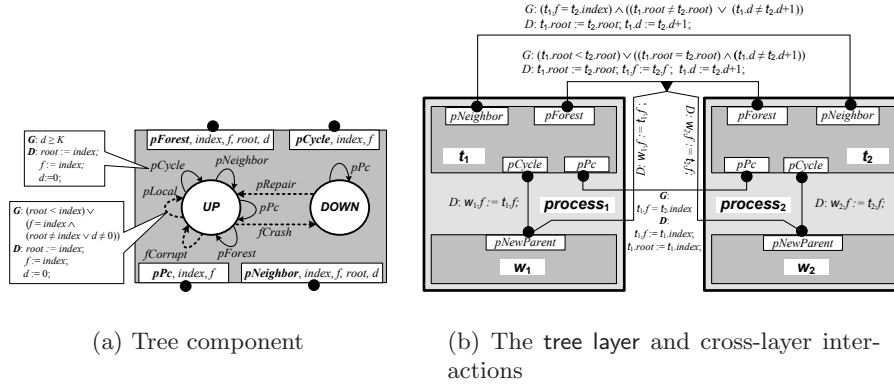 G: (t₁.f = t₂.index) ∧ ((t₁.root ≠ t₂.root) ∨ (t₁.d ≠ t₂.d+1))
D: t₁.root := t₂.root; t₁.d := t₂.d+1;
G: (t₁.root < t₂.root) ∨ ((t₁.root = t₂.root) ∧ (t₁.d ≠ t₂.d+1))
D: t₁.root := t₂.root; t₁.f := t₂.f ; t₁.d := t₂.d+1;
G: d ≥ K
D: root := index;
f := index;
d:=0;
G: (root < index) ∨
(f = index ∧
(root ≠ index ∨ d ≠ 0))
D: root := index;
f := index;
d := 0;
pForest, index, f, root, d
pCycle, index, f
pCycle
pNeighbor
pPc
pLocal
pRepair
UP
pPc
DOWN
fCrash
fCorrupt
pForest
pPc, index, f
pNeighbor, index, f, root, d
(a) Tree component
pNeighbor
pForest
t₁
pCycle
pPc
D: w₁.f := t₁.f;
process₁
pNewParent
w₁
D: w₁.f := t₁.f ;
D: w₂.f := t₂.f;
G:
t₁.f = t₂.index
D:
t₁.f := t₁.index;
t₁.root := t₁.index;
pForest
pNeighbor
t₂
pPc
pCycle
process₂
D: w₂.f := t₂.f;
pNewParent
w₂
(b) The tree layer and cross-layer inter-
actions